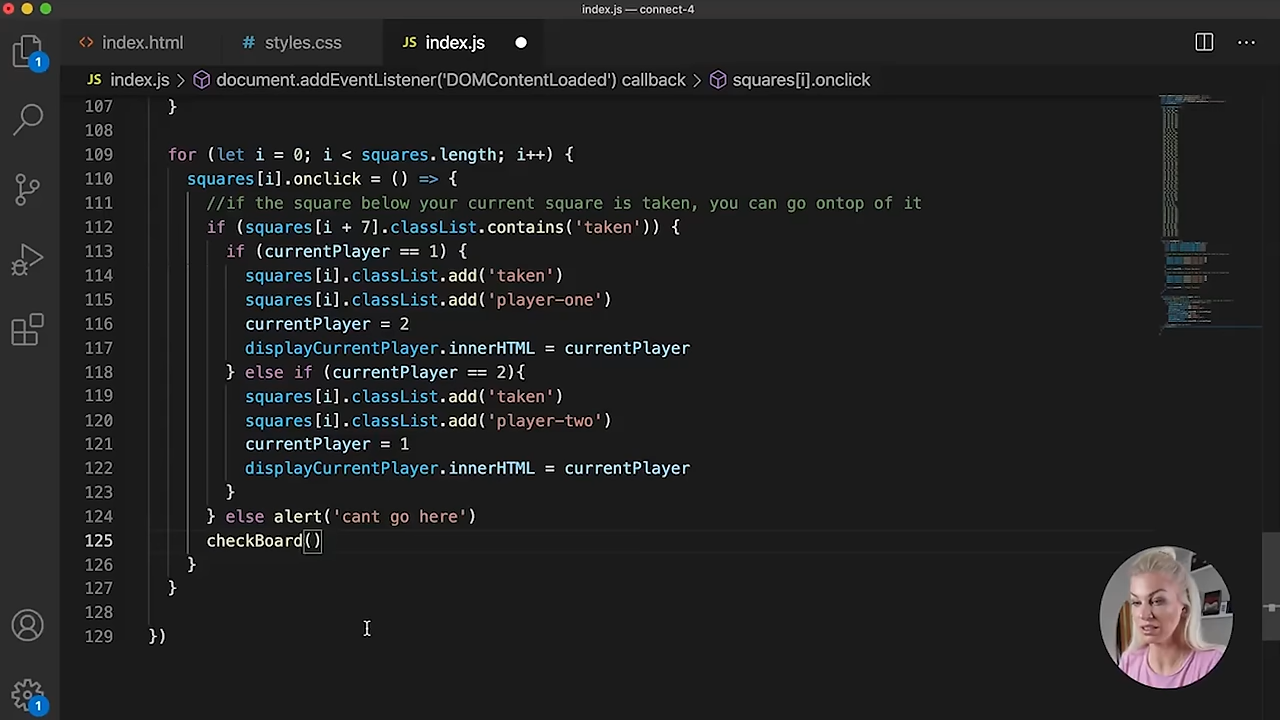 index.js — connect-4
index.html
# styles.css
JS index.js
1
JS index.js > document.addEventListener('DOMContentLoaded') callback > squares[i].onclick
107 }
108
109 for (let i = 0; i < squares.length; i++) {
110 squares[i].onclick = () => {
111 //if the square below your current square is taken, you can go ontop of it
112 if (squares[i + 7].classList.contains('taken')) {
113 if (currentPlayer == 1) {
114 squares[i].classList.add('taken')
115 squares[i].classList.add('player-one')
116 currentPlayer = 2
117 displayCurrentPlayer.innerHTML = currentPlayer
118 } else if (currentPlayer == 2){
119 squares[i].classList.add('taken')
120 squares[i].classList.add('player-two')
121 currentPlayer = 1
122 displayCurrentPlayer.innerHTML = currentPlayer
123 }
124 } else alert('cant go here')
125 checkBoard()
126 }
127 }
128
129 })
1